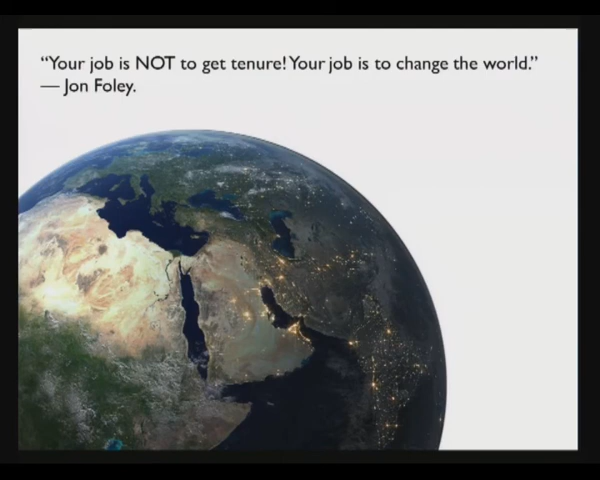 “Your job is NOT to get tenure! Your job is to change the world.”
— Jon Foley.